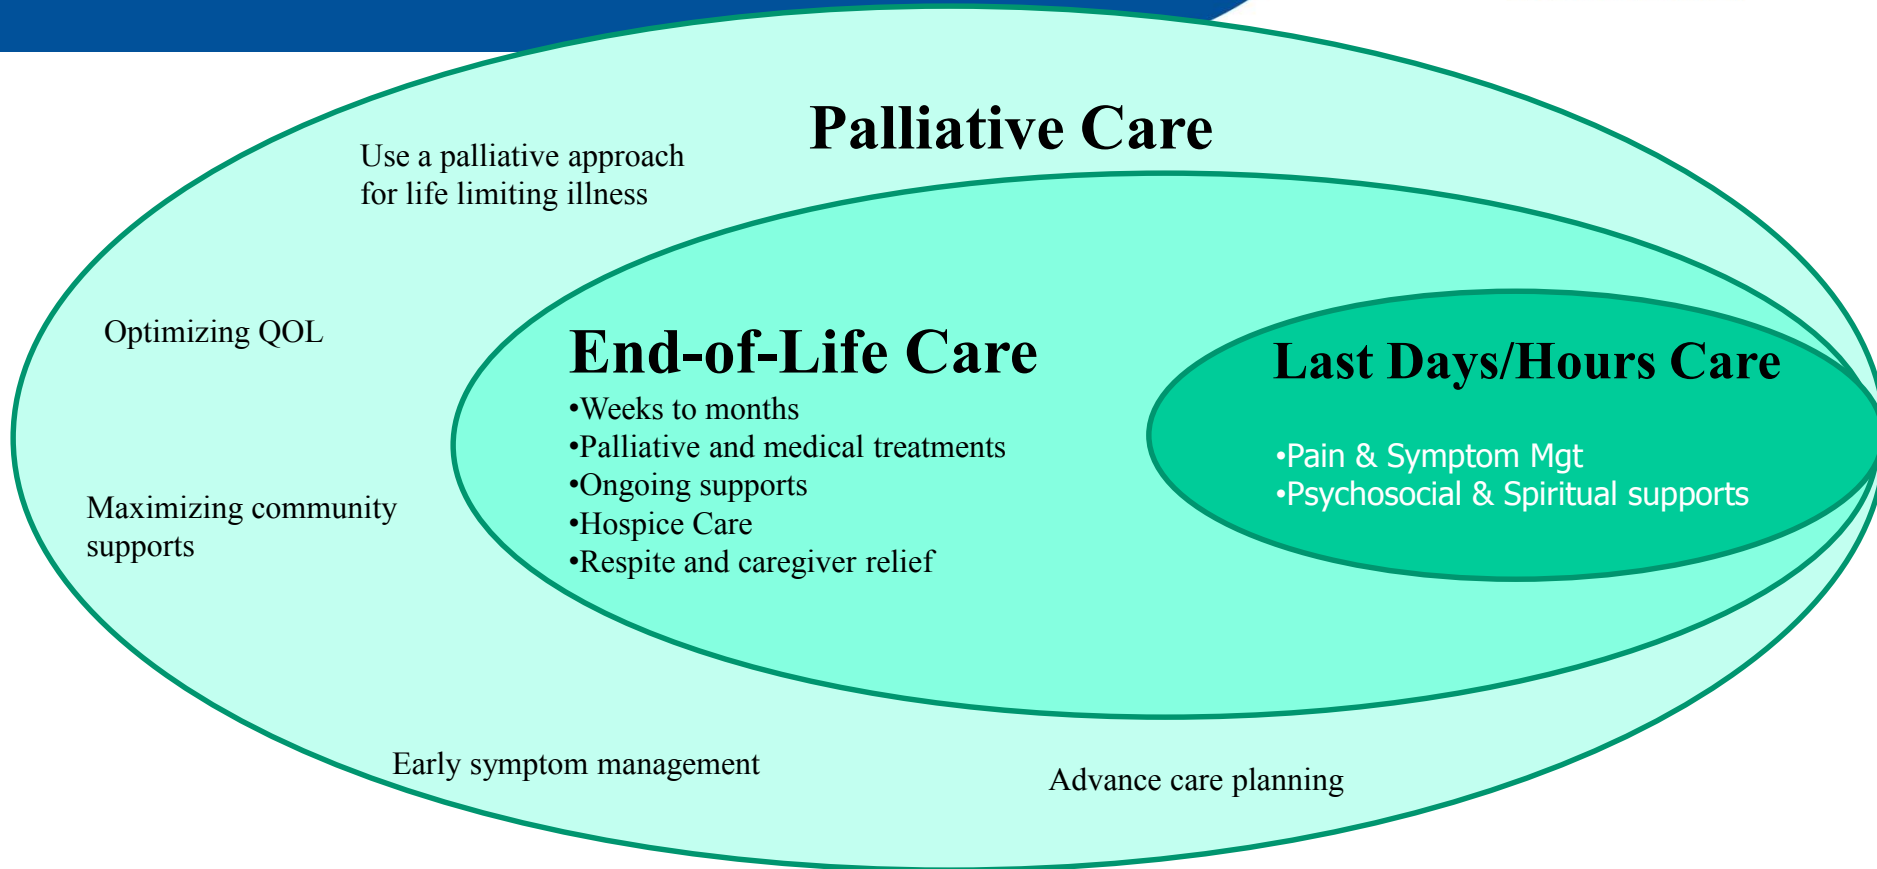 Palliative Care
Use a palliative approach
for life limiting illness
Optimizing QOL
Maximizing community
supports
End-of-Life Care
•Weeks to months
•Palliative and medical treatments
•Ongoing supports
•Hospice Care
•Respite and caregiver relief
Last Days/Hours Care
•Pain & Symptom Mgt
•Psychosocial & Spiritual supports
Early symptom management
Advance care planning